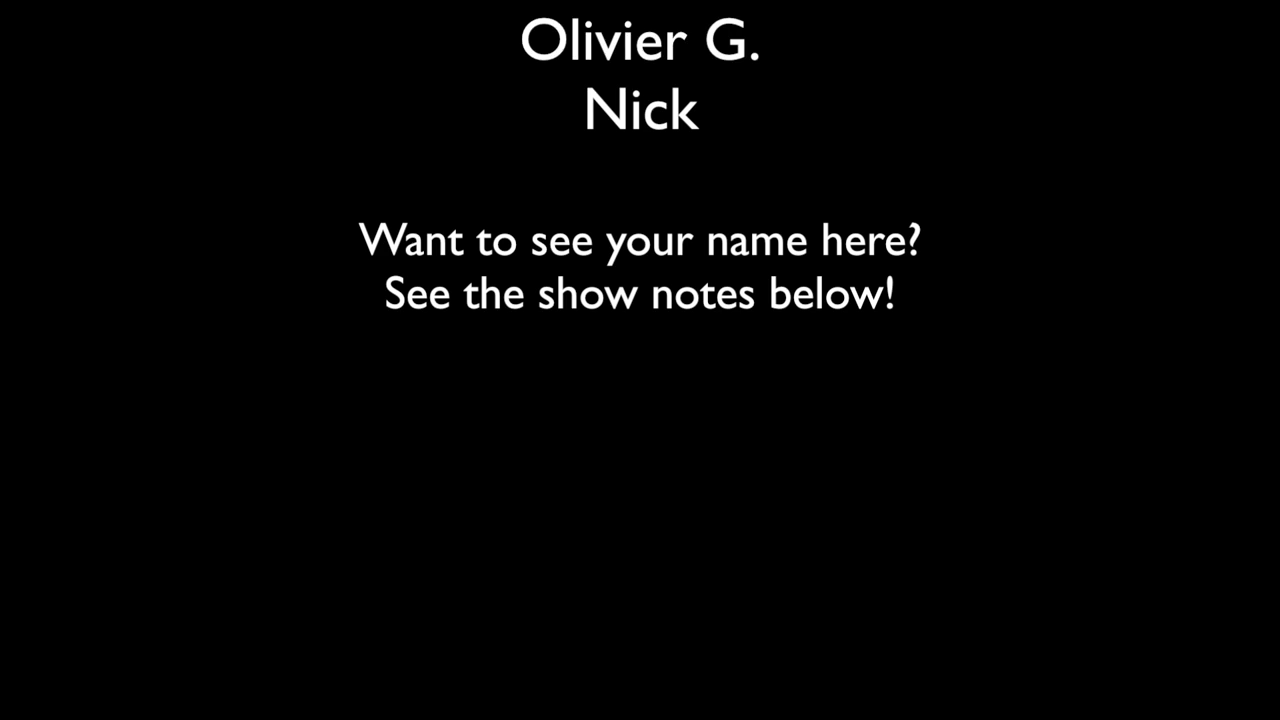 Olivier G.
Nick
Want to see your name here?
See the show notes below!